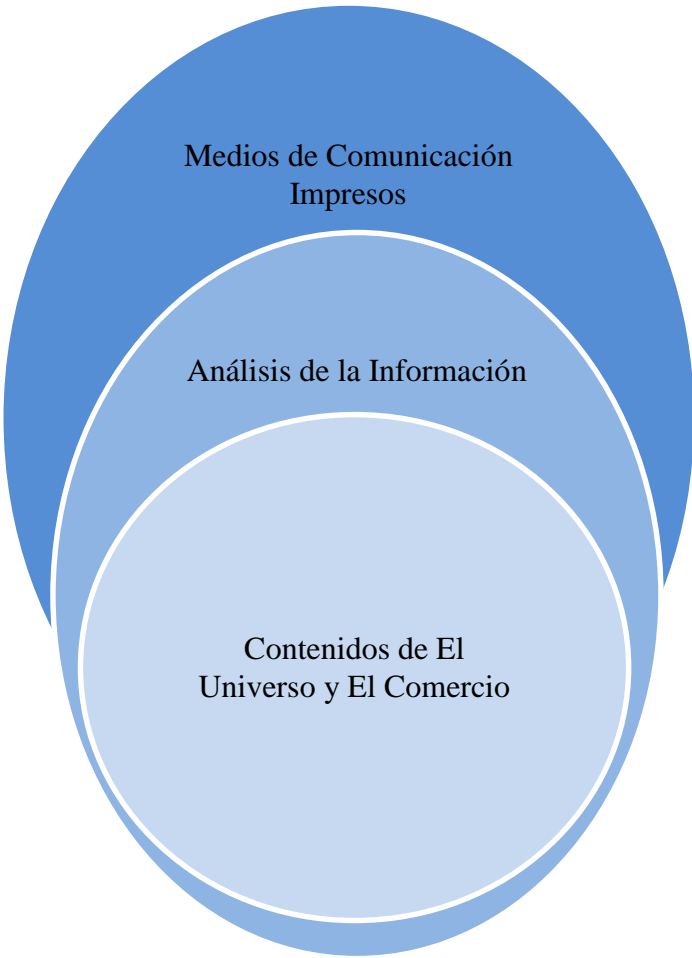 Medios de Comunicación
Impresos
Análisis de la Información
Contenidos de El
Universo y El Comercio